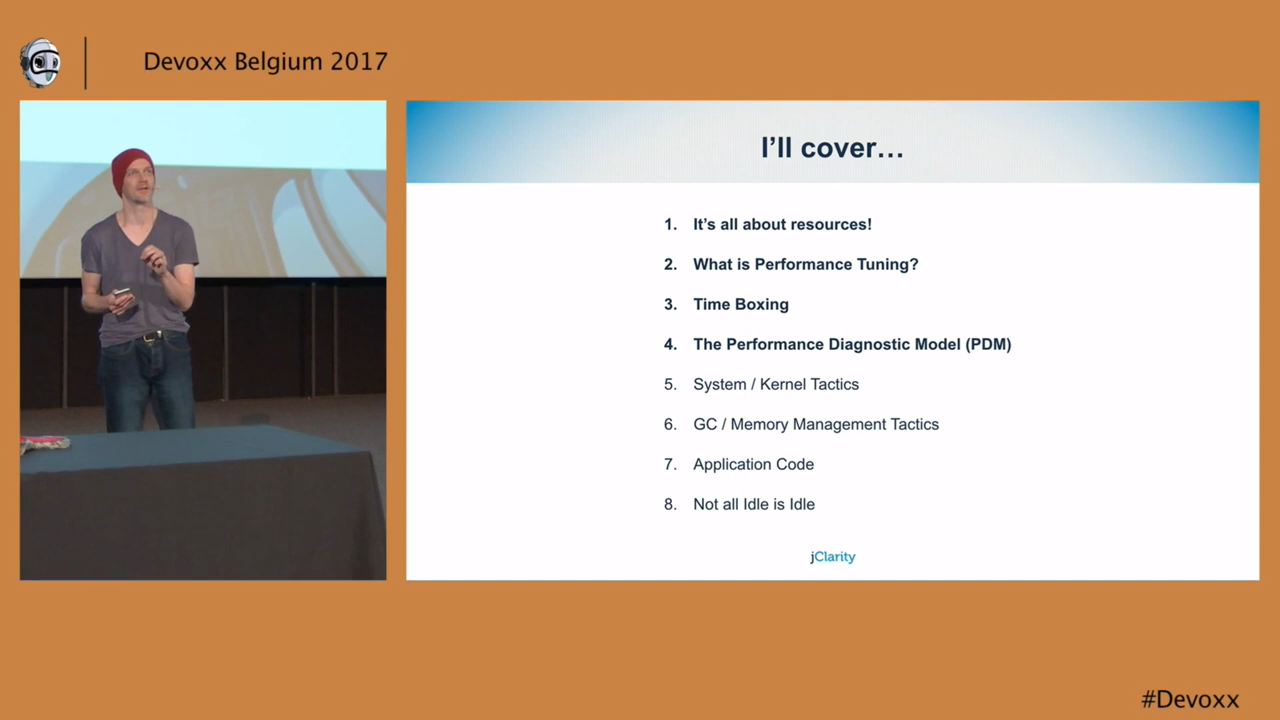 Devoxx Belgium 2017
I'll cover…
1. It's all about resources!
2. What is Performance Tuning?
3. Time Boxing
4. The Performance Diagnostic Model (PDM)
5. System / Kernel Tactics
6. GC / Memory Management Tactics
7. Application Code
8. Not all Idle is Idle
jClarity
#Devoxx